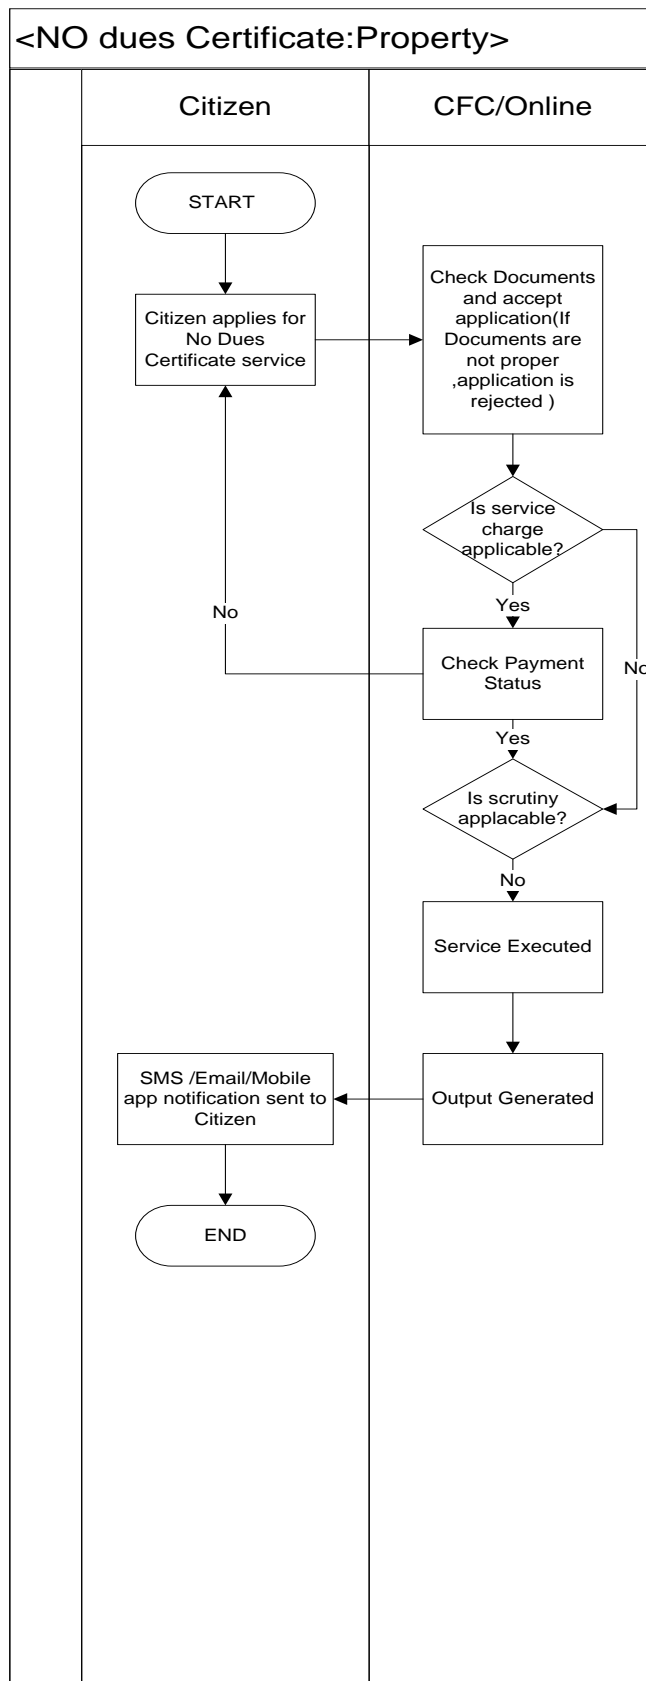 <NO dues Certificate:Property>
Citizen
CFC/Online
START
Citizen applies for
No Dues
Certificate service
Check Documents
and accept
application(If
Documents are
not proper
,application is
rejected )
Is service
charge
applicable?
Yes
No
No
Check Payment
Status
Yes
Is scrutiny
applacable?
No
Service Executed
Output Generated
SMS /Email/Mobile
app notification sent to
Citizen
END